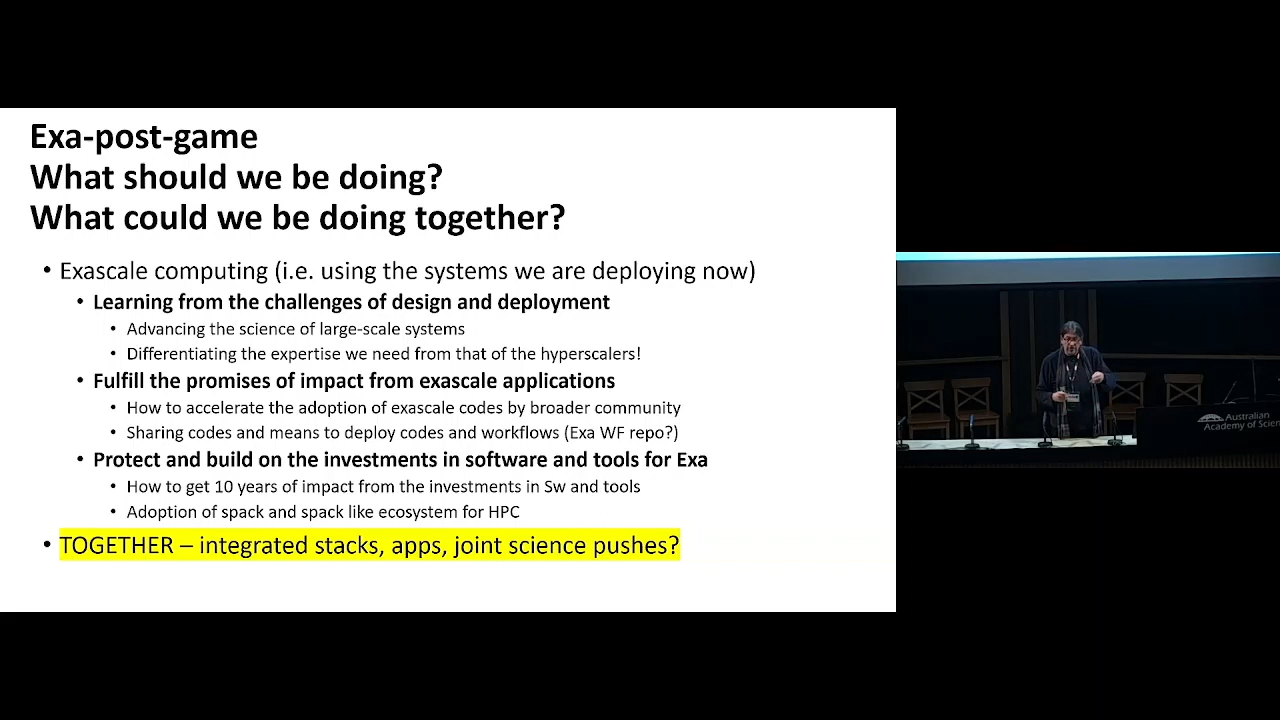 Exa-post-game
What should we be doing?
What could we be doing together?
• Exascale computing (i.e. using the systems we are deploying now)
• Learning from the challenges of design and deployment
• Advancing the science of large-scale systems
• Differentiating the expertise we need from that of the hyperscalers!
• Fulfill the promises of impact from exascale applications
• How to accelerate the adoption of exascale codes by broader community
• Sharing codes and means to deploy codes and workflows (Exa WF repo?)
• Protect and build on the investments in software and tools for Exa
• How to get 10 years of impact from the investments in Sw and tools
• Adoption of spack and spack like ecosystem for HPC
• TOGETHER – integrated stacks, apps, joint science pushes?
Australian
Academy of Scien